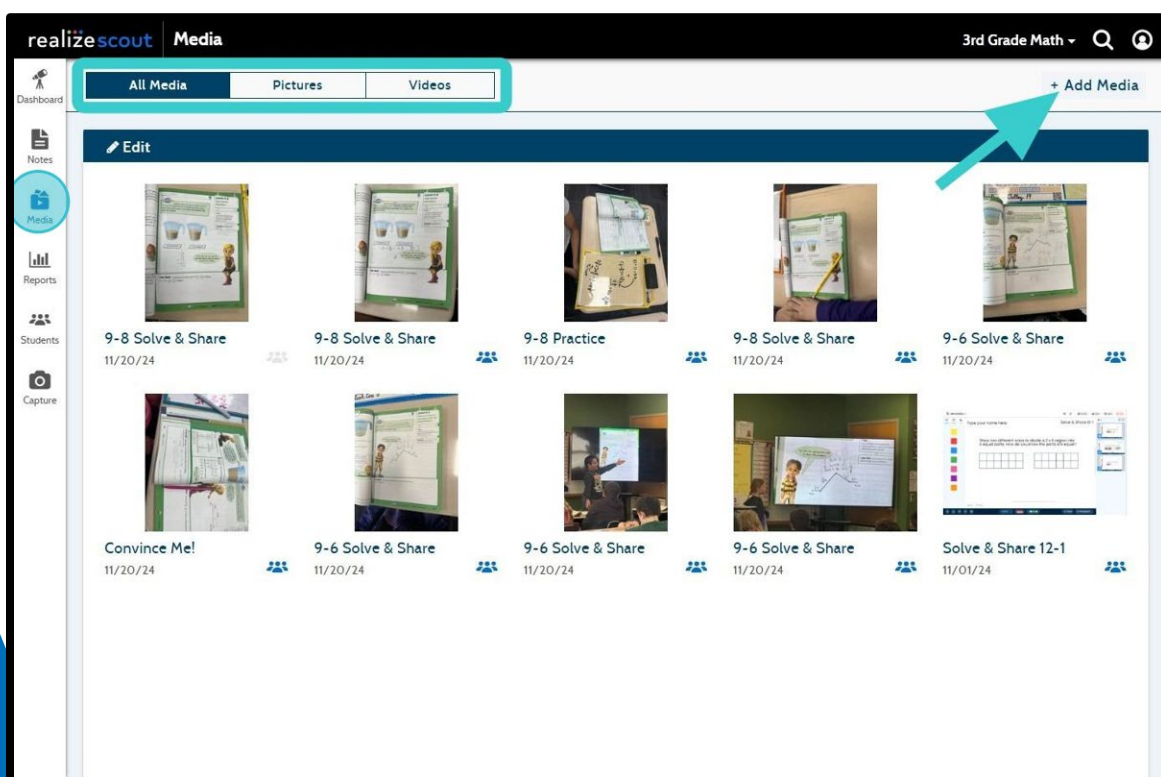 realize scout Media 3rd Grade Math
Dashboard
All Media Pictures Videos + Add Media
Notes
Edit
Media
Reports
Students
Capture
9-8 Solve & Share 9-8 Solve & Share 9-8 Practice 9-8 Solve & Share 9-6 Solve & Share
11/20/24 11/20/24 11/20/24 11/20/24 11/20/24
Convince Me! 9-6 Solve & Share 9-6 Solve & Share 9-6 Solve & Share Solve & Share 12-1
11/20/24 11/20/24 11/20/24 11/20/24 11/01/24